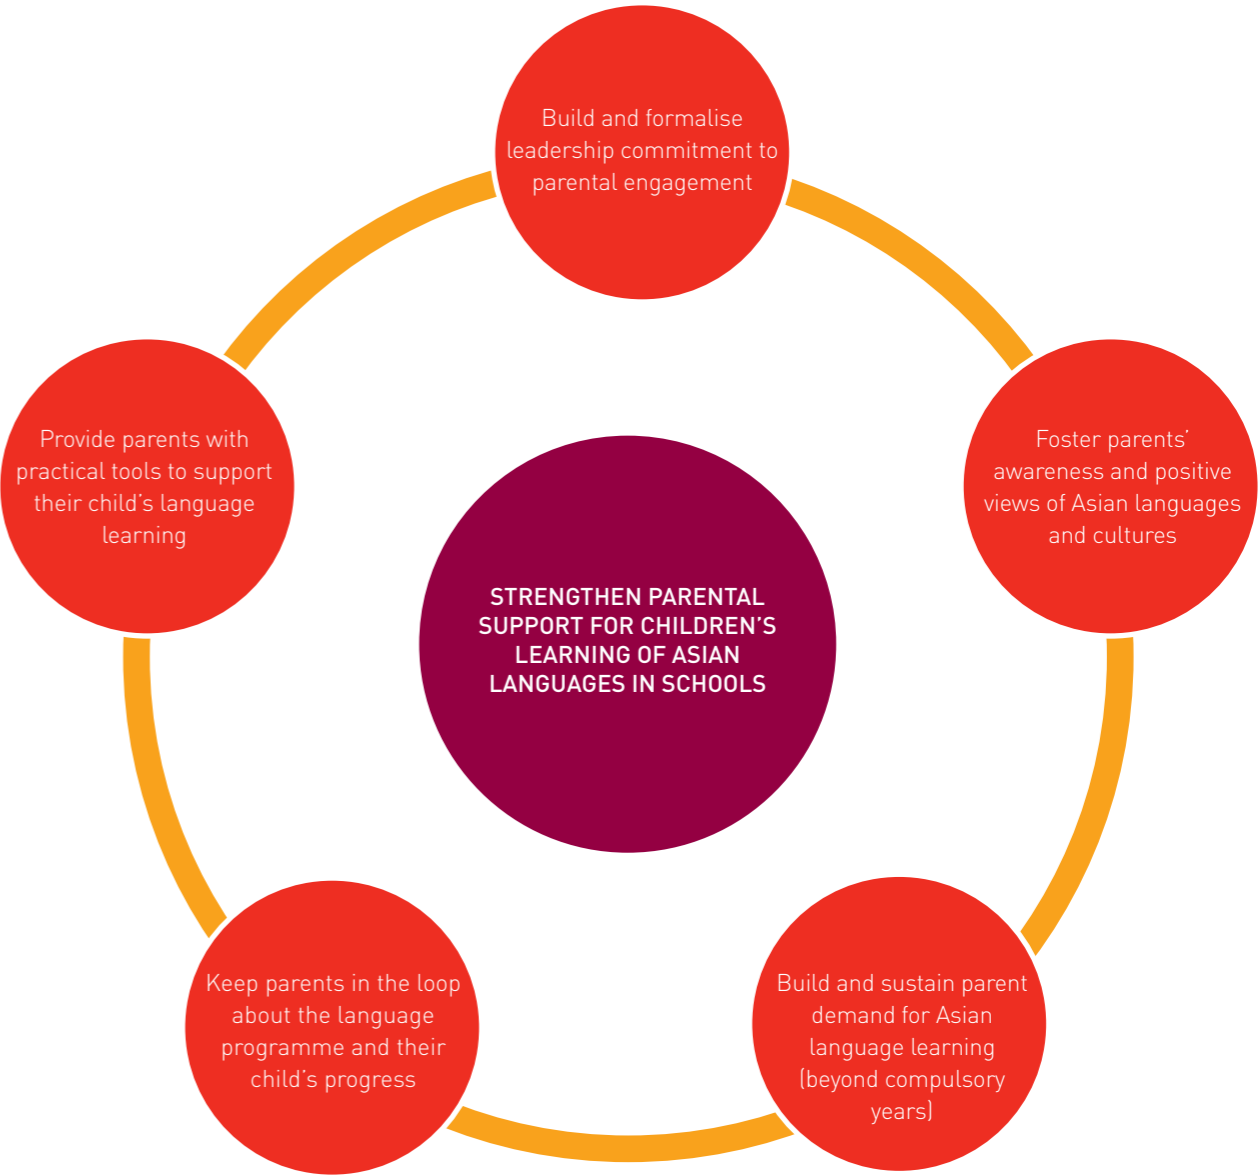 Build and formalise
leadership commitment to
parental engagement
Foster parents’
awareness and positive
views of Asian languages
and cultures
Build and sustain parent
demand for Asian
language learning
(beyond compulsory
years)
Keep parents in the loop
about the language
programme and their
child’s progress
Provide parents with
practical tools to support
their child’s language
learning
STRENGTHEN PARENTAL
SUPPORT FOR CHILDREN’S
LEARNING OF ASIAN
LANGUAGES IN SCHOOLS